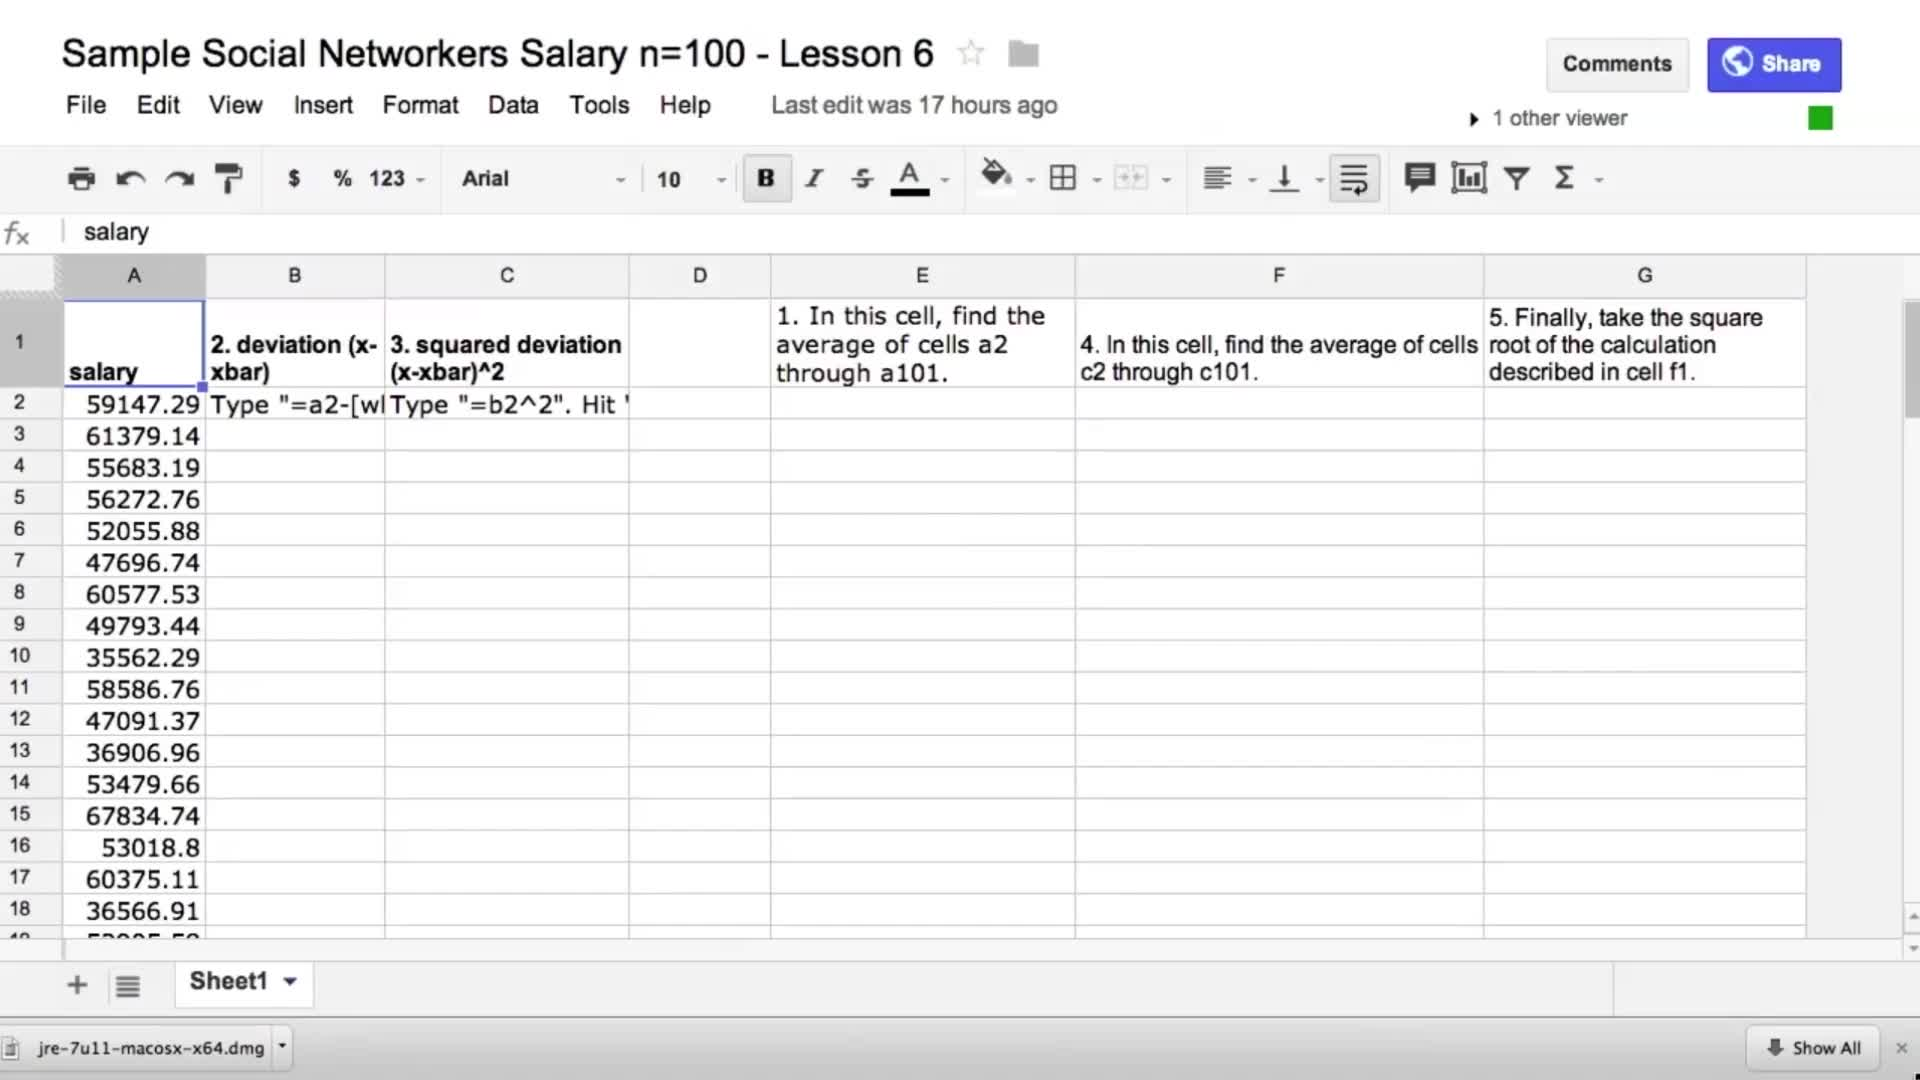 Sample Social Networkers Salary n=100 - Lesson 6
Comments
Share
File Edit View Insert Format Data Tools Help Last edit was 17 hours ago
1 other viewer
$ % 123 Arial 10 B I S A Σ
fx salary
A B C D E F G
1
salary
2. deviation (x-
xbar)
3. squared deviation
(x-xbar)^2
1. In this cell, find the
average of cells a2
through a101.
4. In this cell, find the average of cells
c2 through c101.
5. Finally, take the square
root of the calculation
described in cell f1.
2 59147.29 Type "=a2-[w Type "=b2^2". Hit '
3 61379.14
4 55683.19
5 56272.76
6 52055.88
7 47696.74
8 60577.53
9 49793.44
10 35562.29
11 58586.76
12 47091.37
13 36906.96
14 53479.66
15 67834.74
16 53018.8
17 60375.11
18 36566.91
Sheet1
jre-7u11-macosx-x64.dmg
Show All